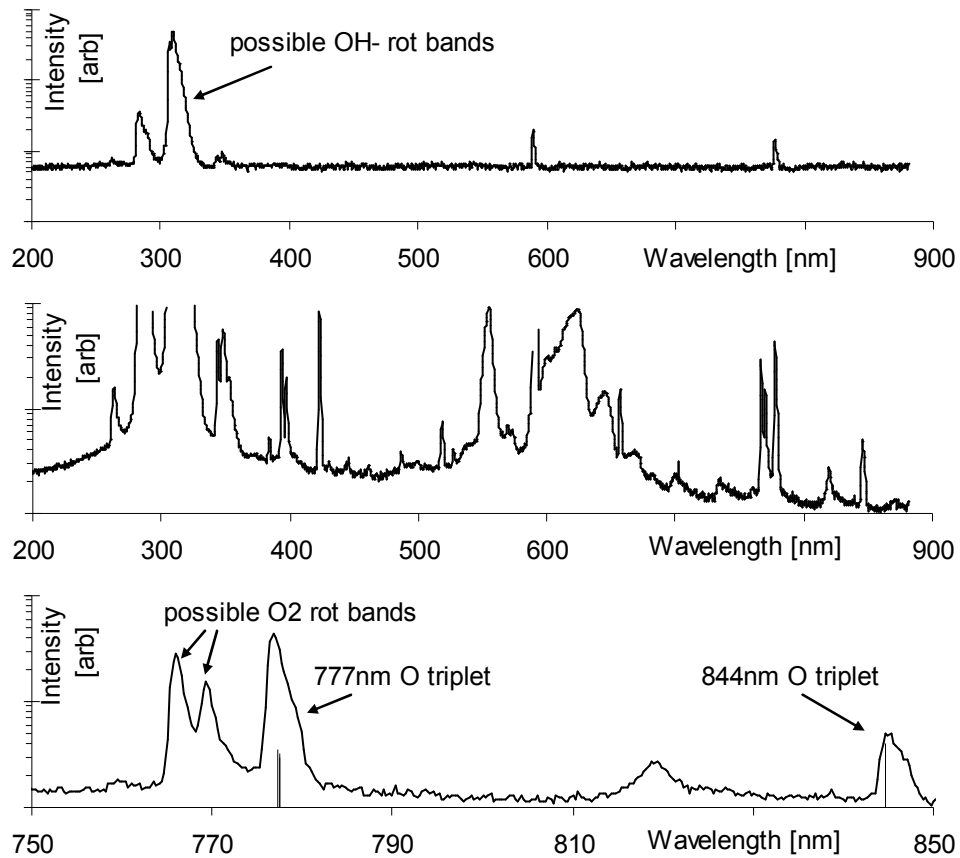 Intensity
[arb]
possible OH- rot bands
200 300 400 500 600 Wavelength [nm] 900
Intensity
[arb]
200 300 400 500 600 Wavelength [nm] 900
Intensity
[arb]
possible O2 rot bands
777nm O triplet
844nm O triplet
750 770 790 810 Wavelength [nm] 850